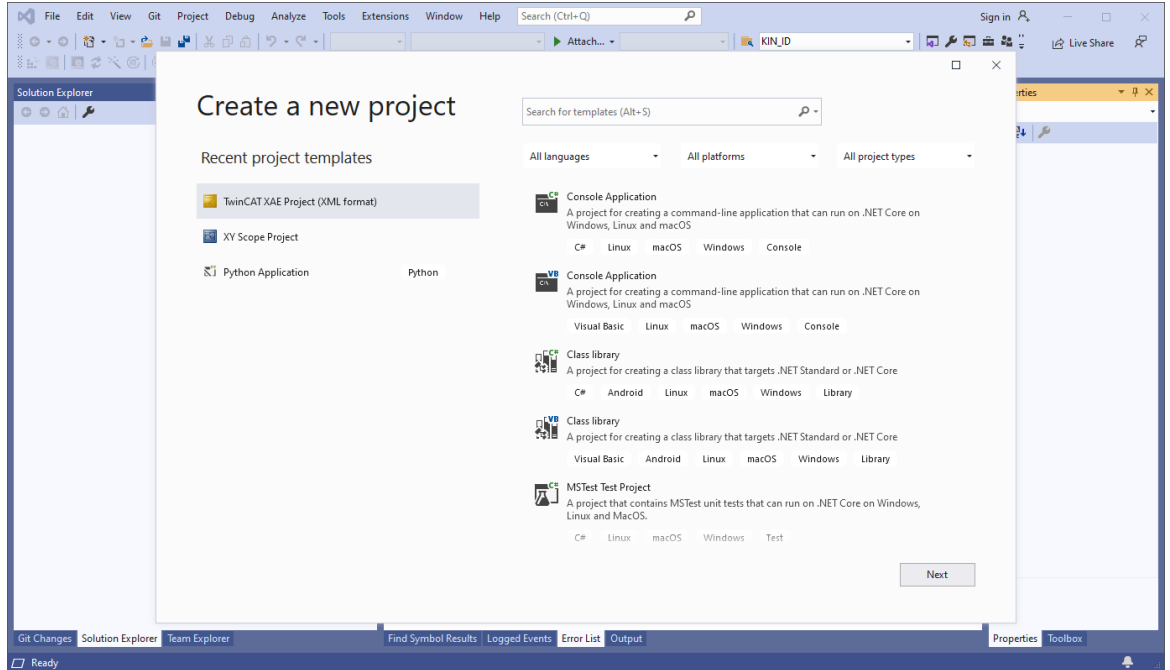 File Edit View Git Project Debug Analyze Tools Extensions Window Help Search (Ctrl+Q) Sign in
Attach... KIN_ID Live Share
Solution Explorer
Create a new project
Search for templates (Alt+S)
Recent project templates
All languages All platforms All project types
TwinCAT XAE Project (XML format)
XY Scope Project
Python Application Python
C#
Console Application
A project for creating a command-line application that can run on .NET Core on
Windows, Linux and macOS
C# Linux macOS Windows Console
VB
Console Application
A project for creating a command-line application that can run on .NET Core on
Windows, Linux and macOS
Visual Basic Linux macOS Windows Console
C#
Class library
A project for creating a class library that targets .NET Standard or .NET Core
C# Android Linux macOS Windows Library
VB
Class library
A project for creating a class library that targets .NET Standard or .NET Core
Visual Basic Android Linux macOS Windows Library
C#
MSTest Test Project
A project that contains MSTest unit tests that can run on .NET Core on Windows,
Linux and MacOS.
C# Linux macOS Windows Test
Next
rties
Git Changes Solution Explorer Team Explorer Find Symbol Results Logged Events Error List Output Properties Toolbox
Ready